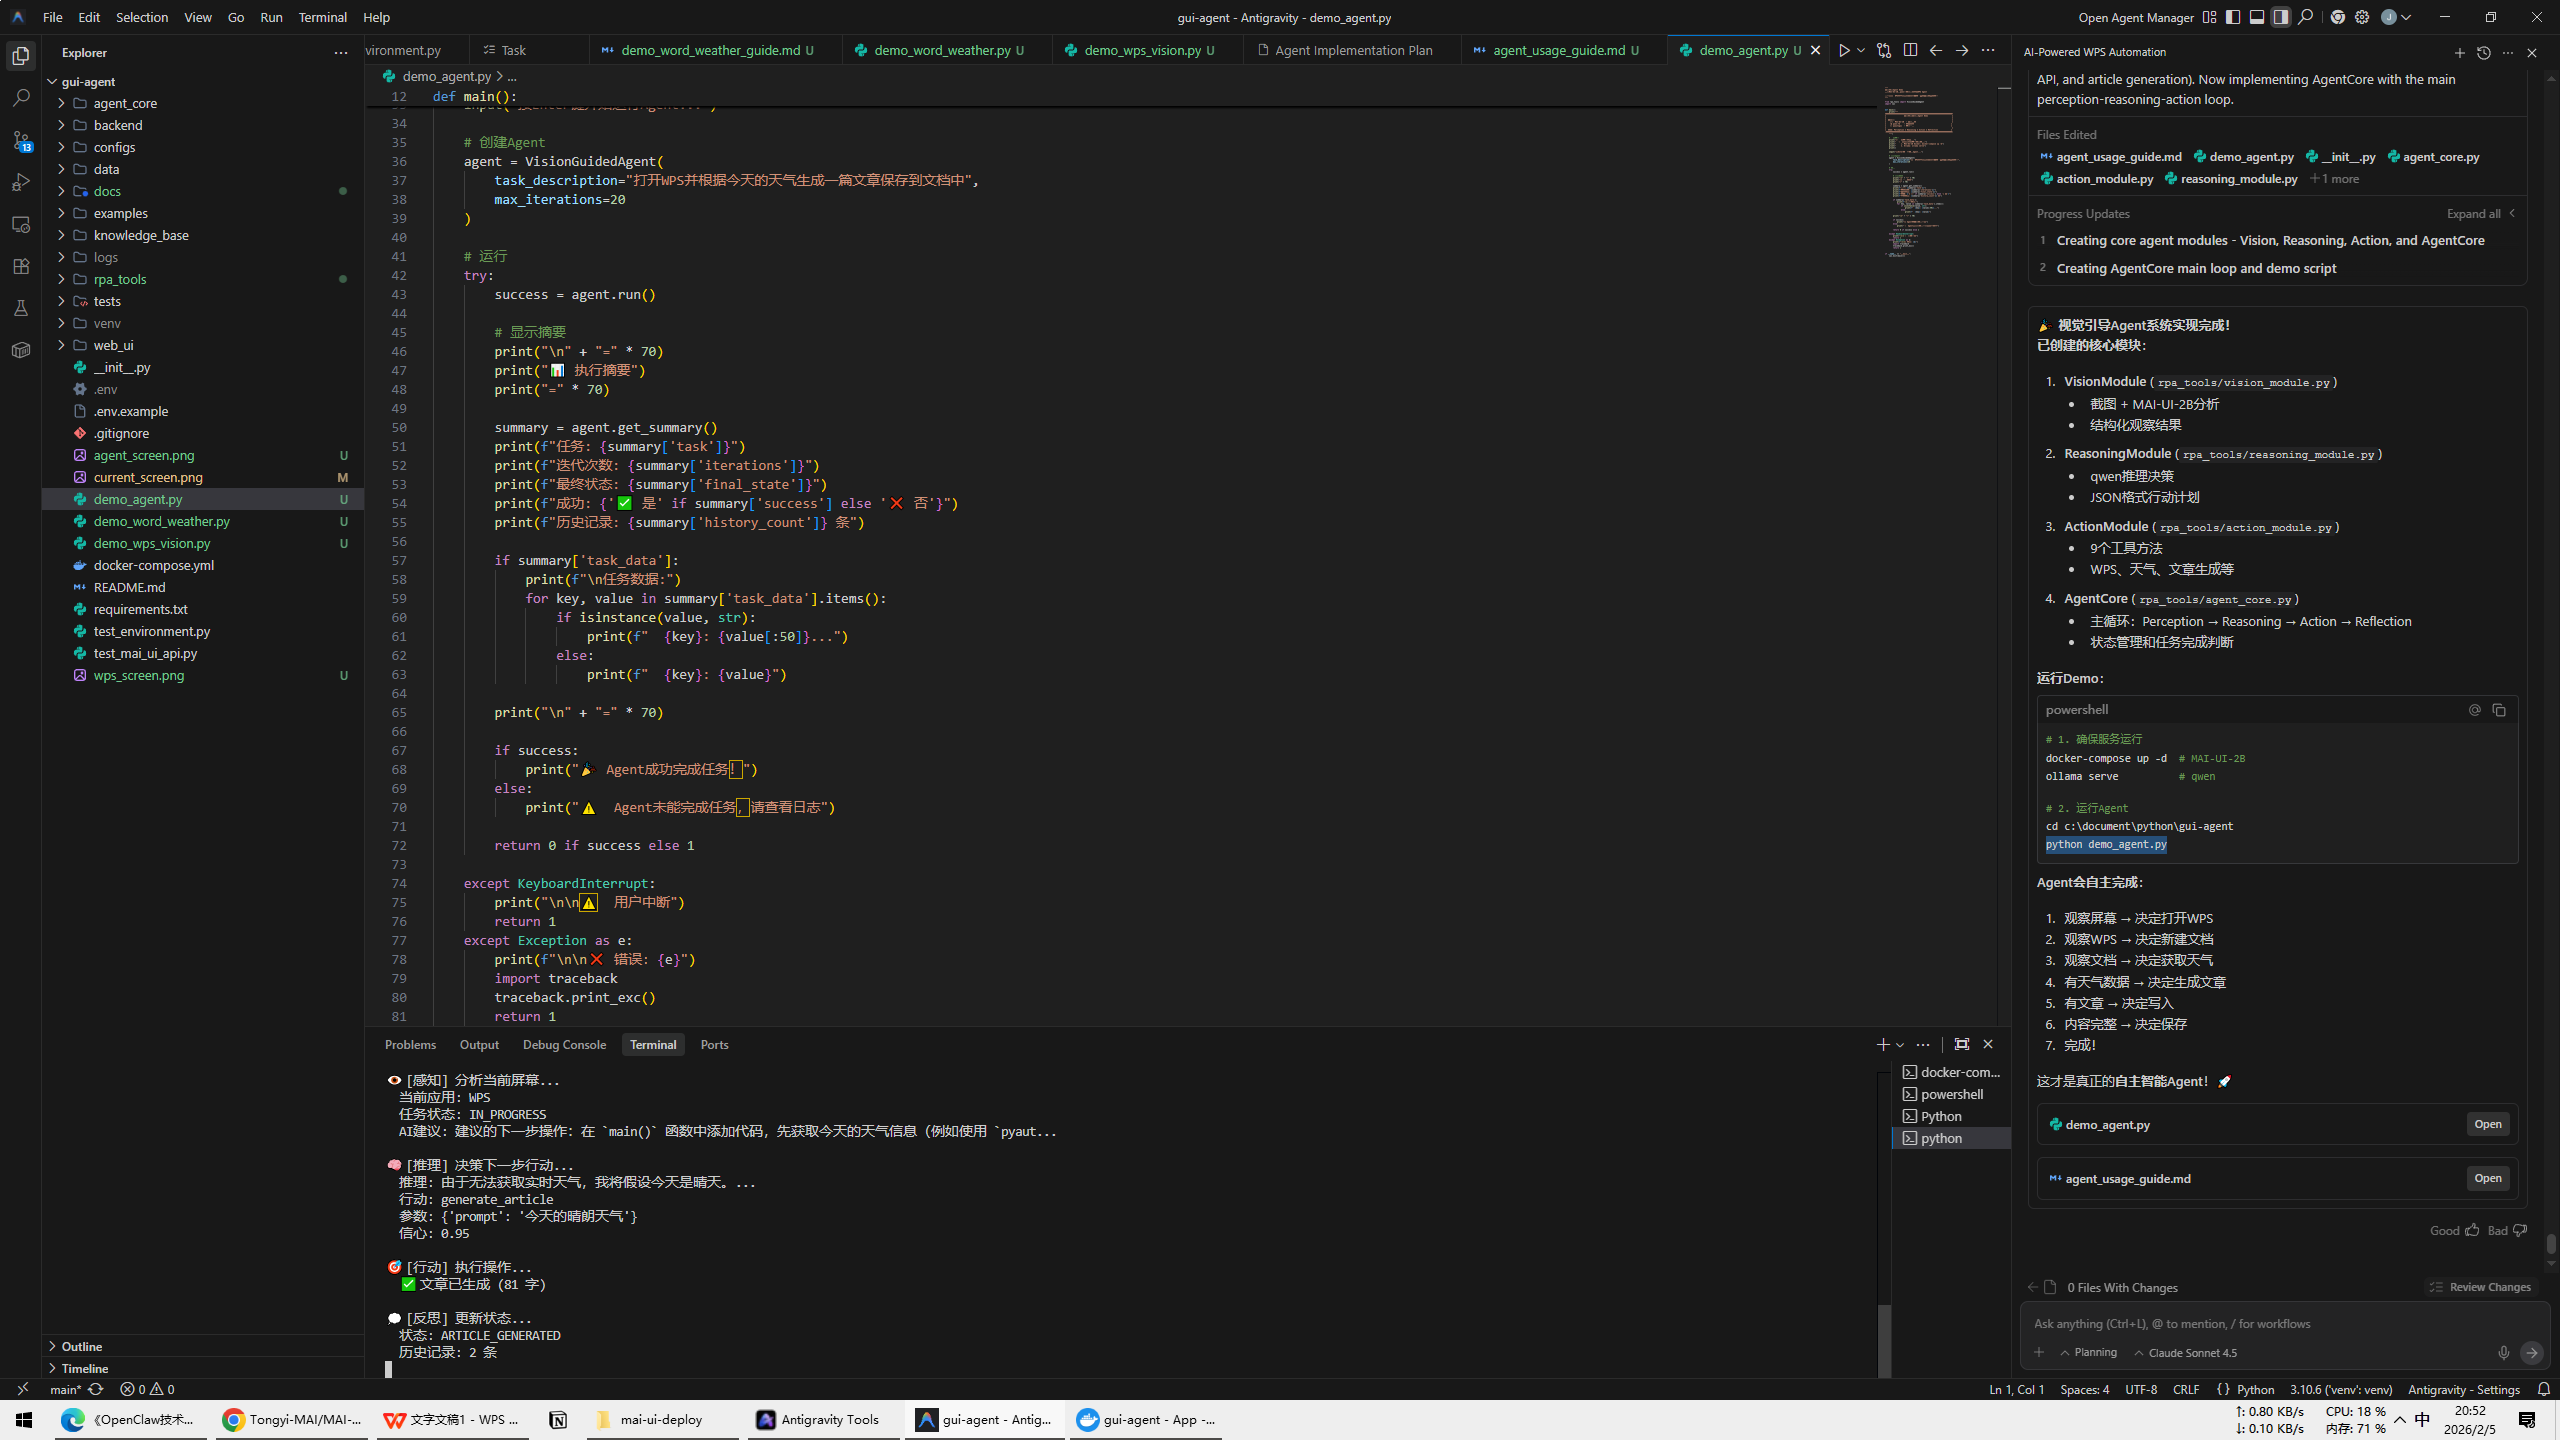 File Edit Selection View Go Run Terminal Help
gui-agent - Antigravity - demo_agent.py
Open Agent Manager
J
Explorer
gui-agent
agent_core
backend
configs
data
docs
examples
knowledge_base
logs
rpa_tools
tests
venv
web_ui
__init__.py
.env
.env.example
.gitignore
agent_screen.png U
current_screen.png M
demo_agent.py U
demo_word_weather.py U
demo_wps_vision.py U
docker-compose.yml
README.md
requirements.txt
test_environment.py
test_mai_ui_api.py
wps_screen.png U
Outline
Timeline
13
vironment.py Task demo_word_weather_guide.md U demo_word_weather.py U demo_wps_vision.py U Agent Implementation Plan agent_usage_guide.md U demo_agent.py U
demo_agent.py > ...
12 def main():
34
35 # 创建Agent
36 agent = VisionGuidedAgent(
37 task_description="打开WPS并根据今天的天气生成一篇文章保存到文档中",
38 max_iterations=20
39 )
40
41 # 运行
42 try:
43 success = agent.run()
44
45 # 显示摘要
46 print("\n" + "=" * 70)
47 print("📊 执行摘要")
48 print("=" * 70)
49
50 summary = agent.get_summary()
51 print(f"任务: {summary['task']}")
52 print(f"迭代次数: {summary['iterations']}")
53 print(f"最终状态: {summary['final_state']}")
54 print(f"成功: {'✅ 是' if summary['success'] else '❌ 否'}")
55 print(f"历史记录: {summary['history_count']} 条")
56
57 if summary['task_data']:
58 print(f"\n任务数据:")
59 for key, value in summary['task_data'].items():
60 if isinstance(value, str):
61 print(f"  {key}: {value[:50]}...")
62 else:
63 print(f"  {key}: {value}")
64
65 print("\n" + "=" * 70)
66
67 if success:
68 print("🎉 Agent成功完成任务！")
69 else:
70 print("⚠️  Agent未能完成任务，请查看日志")
71
72 return 0 if success else 1
73
74 except KeyboardInterrupt:
75 print("\n\n⚠️  用户中断")
76 return 1
77 except Exception as e:
78 print(f"\n\n❌ 错误: {e}")
79 import traceback
80 traceback.print_exc()
81 return 1
Problems Output Debug Console Terminal Ports
👁️ [感知] 分析当前屏幕...
当前应用: WPS
任务状态: IN_PROGRESS
AI建议: 建议的下一步操作：在 `main()` 函数中添加代码，先获取今天的天气信息（例如使用 `pyaut...
🧠 [推理] 决策下一步行动...
推理: 由于无法获取实时天气，我将假设今天是晴天。...
行动: generate_article
参数: {'prompt': '今天的晴朗天气'}
信心: 0.95
🎯 [行动] 执行操作...
✅ 文章已生成 (81 字)
💭 [反思] 更新状态...
状态: ARTICLE_GENERATED
历史记录: 2 条
docker-com...
powershell
Python
python
AI-Powered WPS Automation
API, and article generation). Now implementing AgentCore with the main
perception-reasoning-action loop.
Files Edited
agent_usage_guide.md demo_agent.py __init__.py agent_core.py
action_module.py reasoning_module.py + 1 more
Progress Updates Expand all
1 Creating core agent modules - Vision, Reasoning, Action, and AgentCore
2 Creating AgentCore main loop and demo script
🎉 视觉引导Agent系统实现完成！
已创建的核心模块：
1. VisionModule ( rpa_tools/vision_module.py )
• 截图 + MAI-UI-2B分析
• 结构化观察结果
2. ReasoningModule ( rpa_tools/reasoning_module.py )
• qwen推理决策
• JSON格式行动计划
3. ActionModule ( rpa_tools/action_module.py )
• 9个工具方法
• WPS、天气、文章生成等
4. AgentCore ( rpa_tools/agent_core.py )
• 主循环：Perception → Reasoning → Action → Reflection
• 状态管理和任务完成判断
运行Demo：
powershell
# 1. 确保服务运行
docker-compose up -d  # MAI-UI-2B
ollama serve          # qwen
# 2. 运行Agent
cd c:\document\python\gui-agent
python demo_agent.py
Agent会自主完成：
1. 观察屏幕 → 决定打开WPS
2. 观察WPS → 决定新建文档
3. 观察文档 → 决定获取天气
4. 有天气数据 → 决定生成文章
5. 有文章 → 决定写入
6. 内容完整 → 决定保存
7. 完成！
这才是真正的自主智能Agent！ 🚀
demo_agent.py Open
agent_usage_guide.md Open
Good Bad
0 Files With Changes Review Changes
Ask anything (Ctrl+L), @ to mention, / for workflows
Planning Claude Sonnet 4.5
main* 0 0
Ln 1, Col 1 Spaces: 4 UTF-8 CRLF {} Python 3.10.6 ('venv': venv) Antigravity - Settings
《OpenClaw技术... Tongyi-MAI/MAI-... 文字文稿1 - WPS ... mai-ui-deploy Antigravity Tools gui-agent - Antig... gui-agent - App -...
↑: 0.80 KB/s CPU: 18 % 中 20:52
↓: 0.10 KB/s 内存: 71 % 2026/2/5